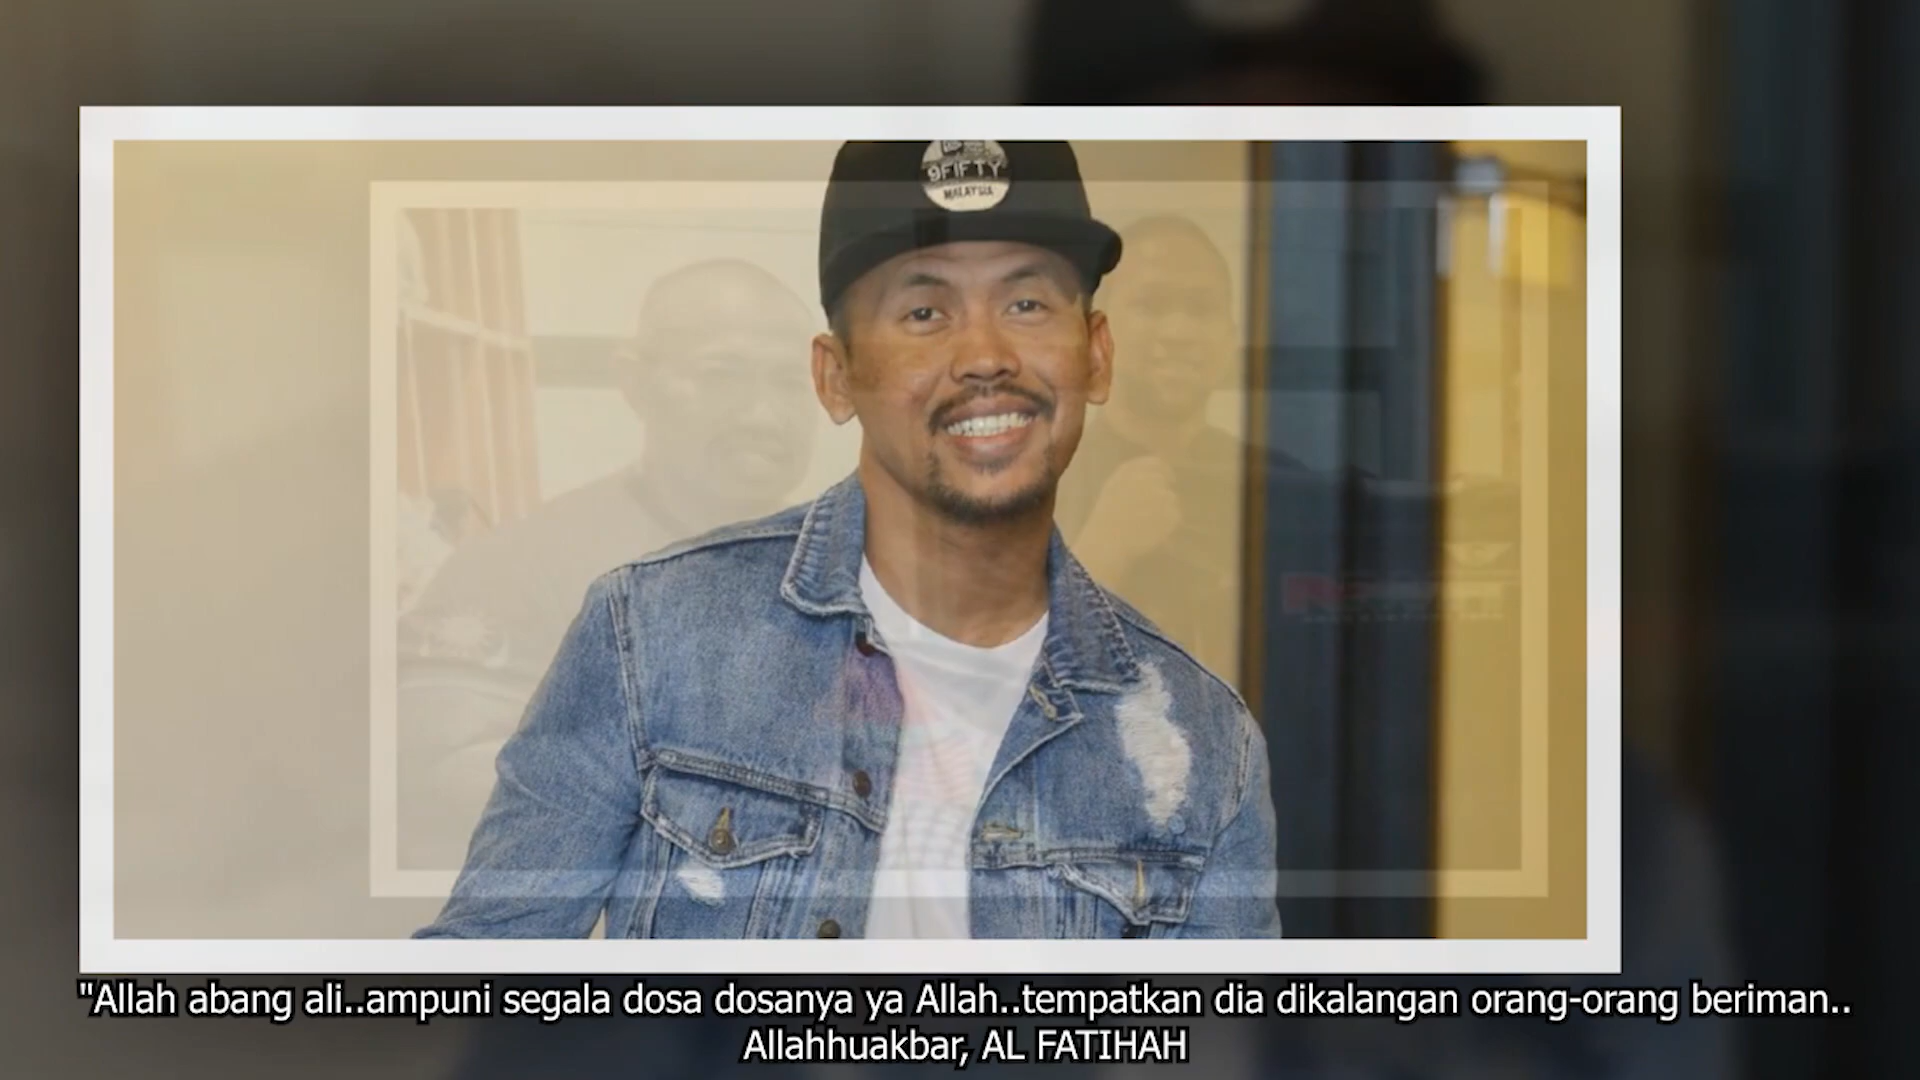 9FIFTY
MALAYSIA
"Allah abang ali..ampuni segala dosa dosanya ya Allah..tempatkan dia dikalangan orang-orang beriman..
Allahhuakbar, AL FATIHAH